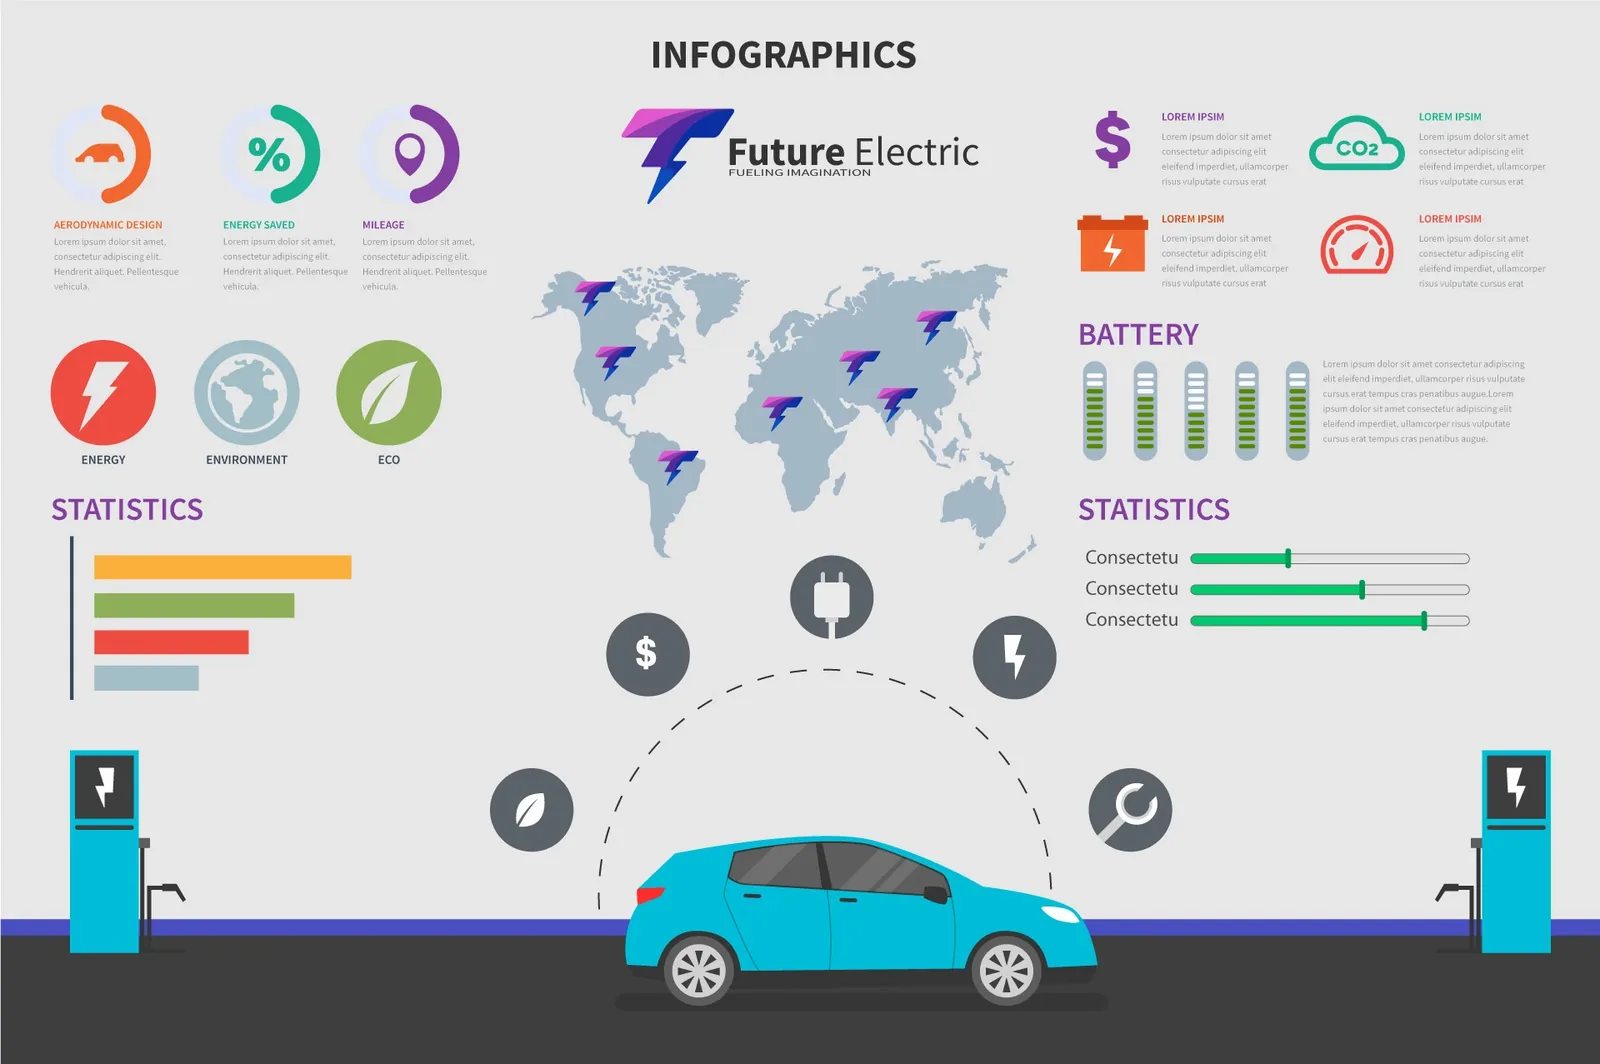 INFOGRAPHICS
Future Electric
FUELING IMAGINATION
AERODYNAMIC DESIGN
Lorem ipsum dolor sit amet,
consectetur adipiscing elit.
Hendrerit aliquet. Pellentesque
vehicula.
ENERGY SAVED
Lorem ipsum dolor sit amet,
consectetur adipiscing elit.
Hendrerit aliquet. Pellentesque
vehicula.
MILEAGE
Lorem ipsum dolor sit amet,
consectetur adipiscing elit.
Hendrerit aliquet. Pellentesque
vehicula.
%
$
LOREM IPSIM
Lorem ipsum dolor sit amet
consectetur adipiscing elit
eleifend imperdiet, ullamcorper
risus vulputate cursus erat
CO2
LOREM IPSIM
Lorem ipsum dolor sit amet
consectetur adipiscing elit
eleifend imperdiet, ullamcorper
risus vulputate cursus erat
LOREM IPSIM
Lorem ipsum dolor sit amet
consectetur adipiscing elit
eleifend imperdiet, ullamcorper
risus vulputate cursus erat
LOREM IPSIM
Lorem ipsum dolor sit amet
consectetur adipiscing elit
eleifend imperdiet, ullamcorper
risus vulputate cursus erat
ENERGY
ENVIRONMENT
ECO
BATTERY
Lorem ipsum dolor sit amet consectetur adipiscing
elit eleifend imperdiet, ullamcorper risus vulputate
cursus erat tempus cras penatibus augue.Lorem
ipsum dolor sit amet consectetur adipiscing elit
eleifend imperdiet, ullamcorper risus vulputate
cursus erat tempus cras penatibus augue.
STATISTICS
STATISTICS
Consectetu
Consectetu
Consectetu
$